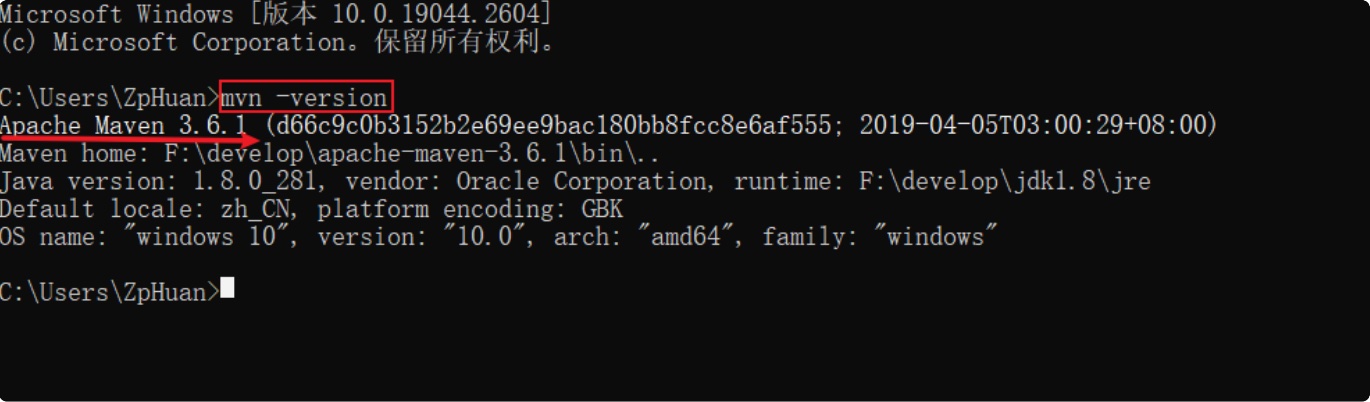 Microsoft Windows [版本 10.0.19044.2604]
(c) Microsoft Corporation。保留所有权利。
C:\Users\ZpHuan>mvn -version
Apache Maven 3.6.1 (d66c9c0b3152b2e69ee9bac180bb8fcc8e6af555; 2019-04-05T03:00:29+08:00)
Maven home: F:\develop\apache-maven-3.6.1\bin\..
Java version: 1.8.0_281, vendor: Oracle Corporation, runtime: F:\develop\jdk1.8\jre
Default locale: zh_CN, platform encoding: GBK
OS name: "windows 10", version: "10.0", arch: "amd64", family: "windows"
C:\Users\ZpHuan>